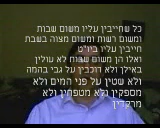 כל שחייבין עליו משום שבות
ומשום רשות ומשום מצוה בשבת
חייבין עליו ביו"ט
ואלו הן משום שבות לא עולין
באילן ולא רוכבין על גבי בהמה
ולא שטין על פני המים ולא
מספקין ולא מטפחין ולא
מרקדין